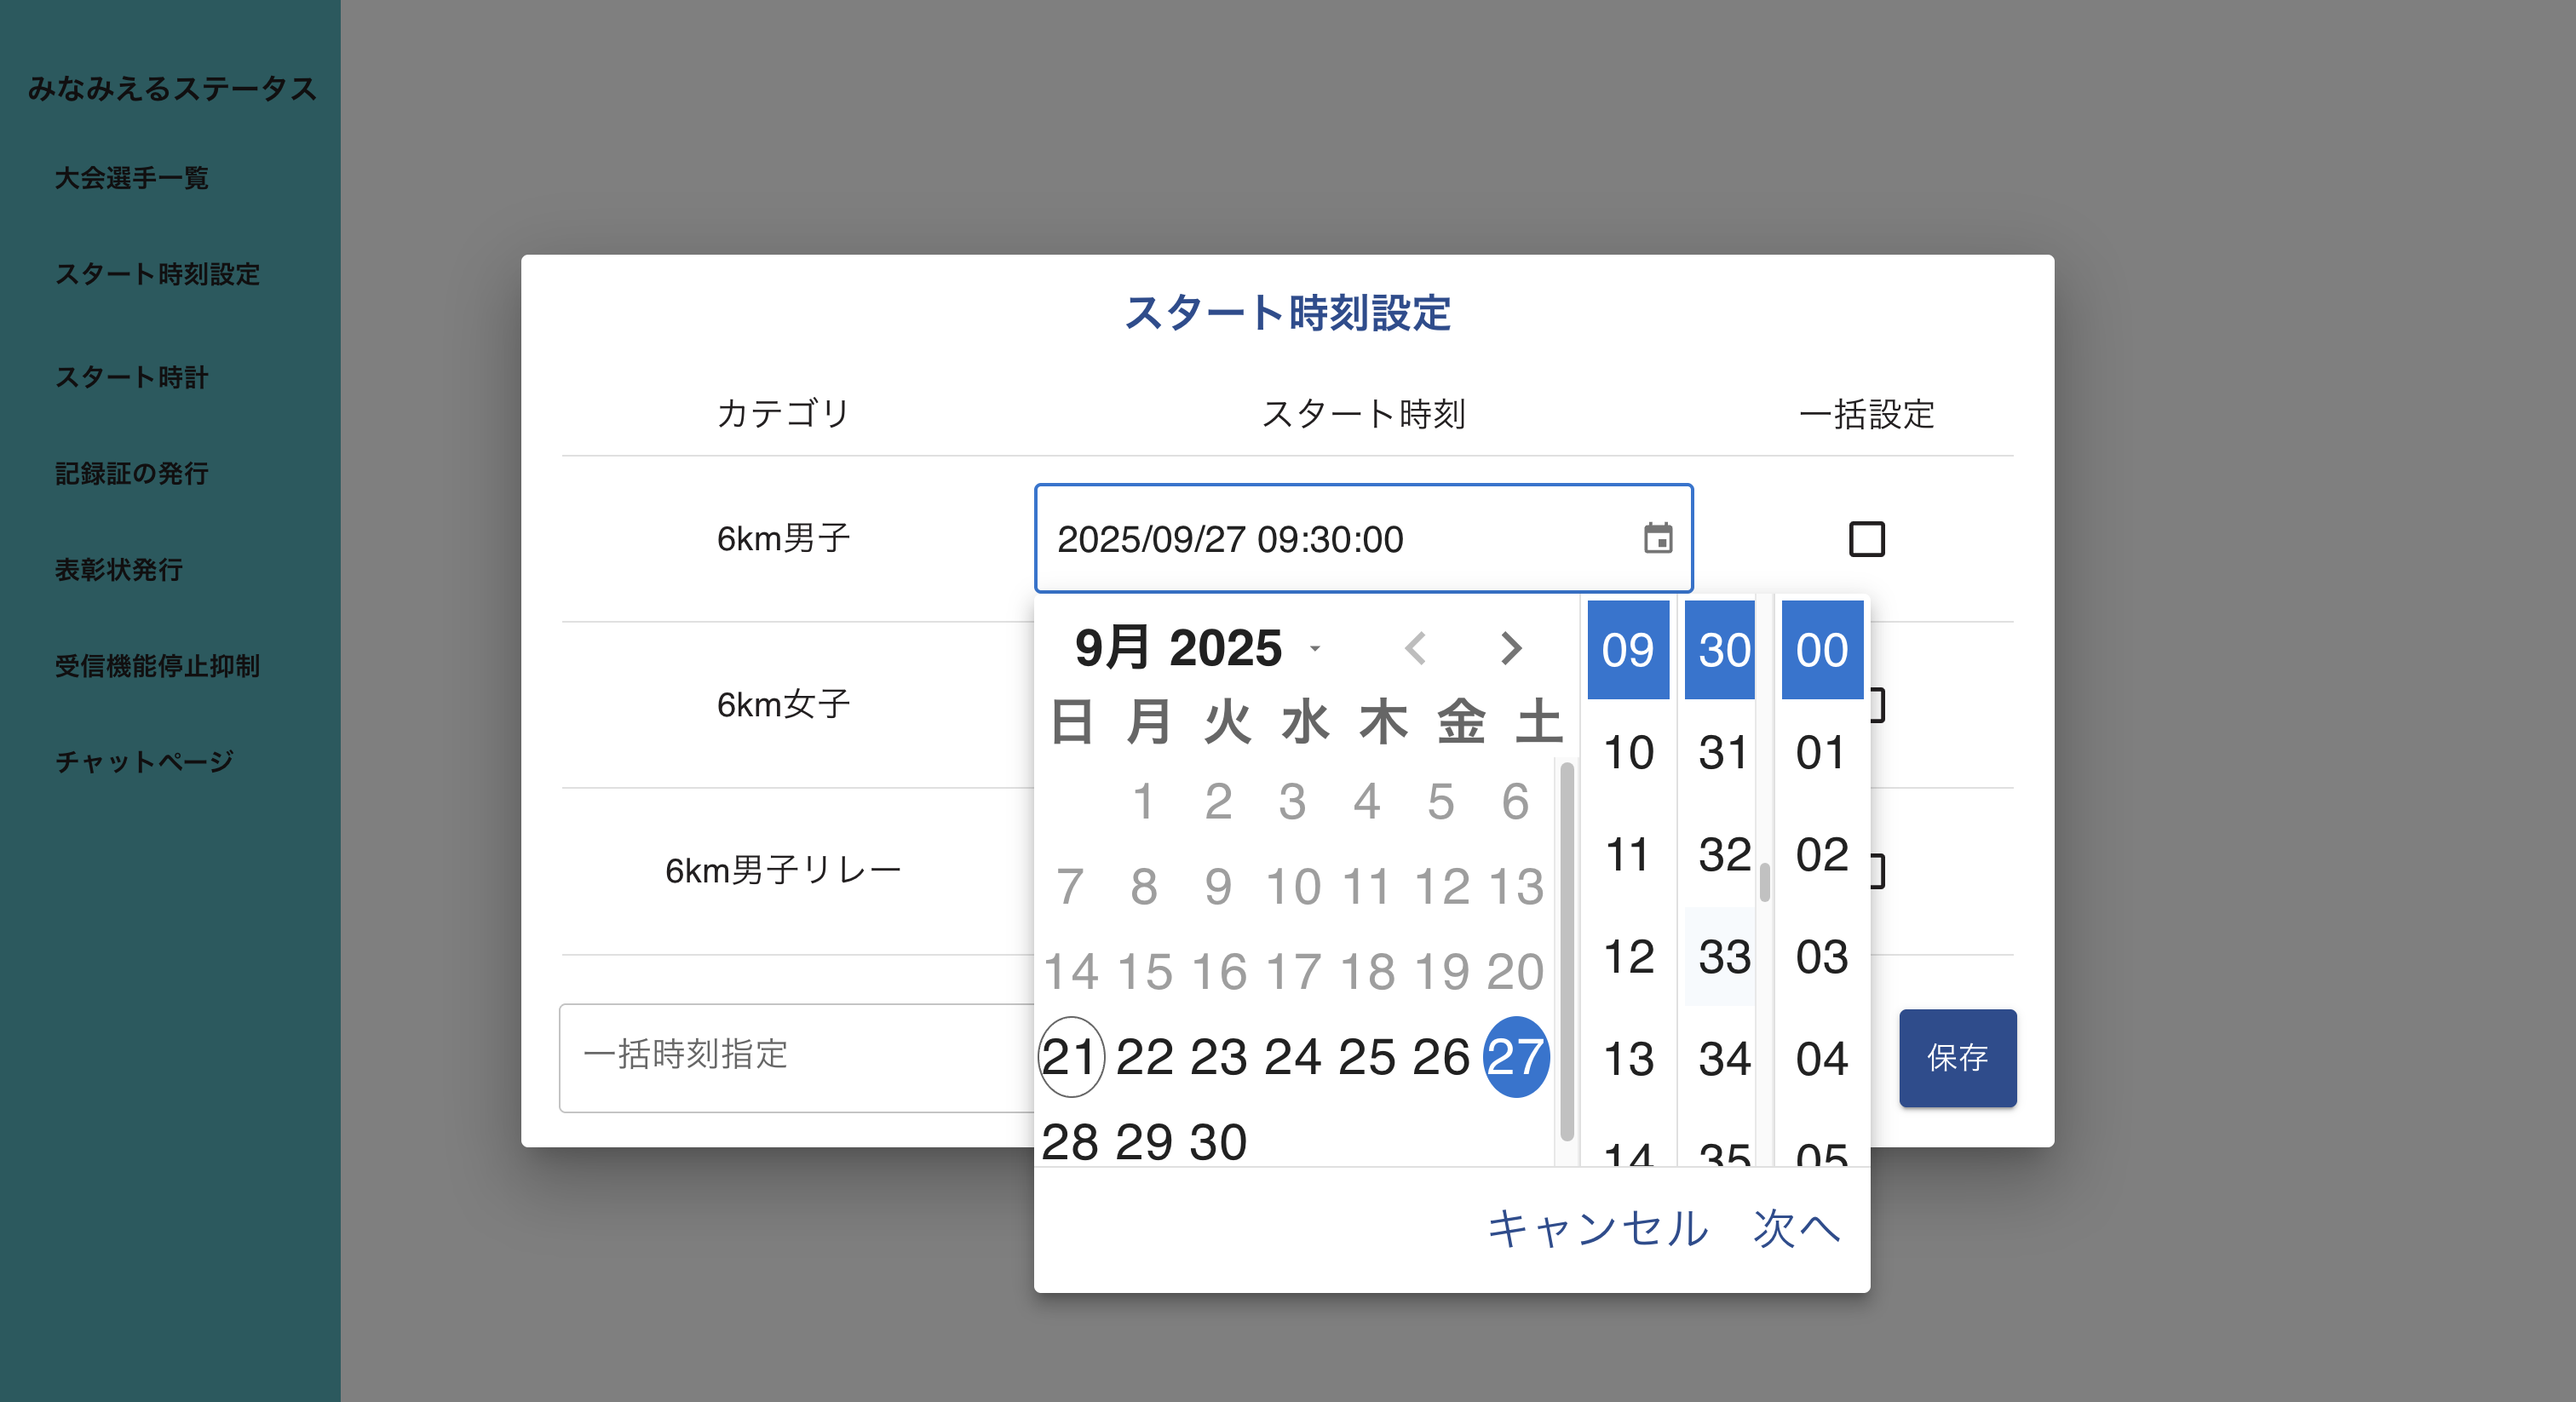 みなみえるステータス
大会選手一覧
スタート時刻設定
スタート時計
記録証の発行
表彰状発行
受信機能停止抑制
チャットページ
スタート時刻設定
カテゴリ スタート時刻 一括設定
6km男子 2025/09/27 09:30:00
6km女子
6km男子リレー
一括時刻指定
保存
9月 2025
日 月 火 水 木 金 土
1 2 3 4 5 6
7 8 9 10 11 12 13
14 15 16 17 18 19 20
21 22 23 24 25 26 27
28 29 30
09 30 00
10 31 01
11 32 02
12 33 03
13 34 04
14 35 05
キャンセル 次へ